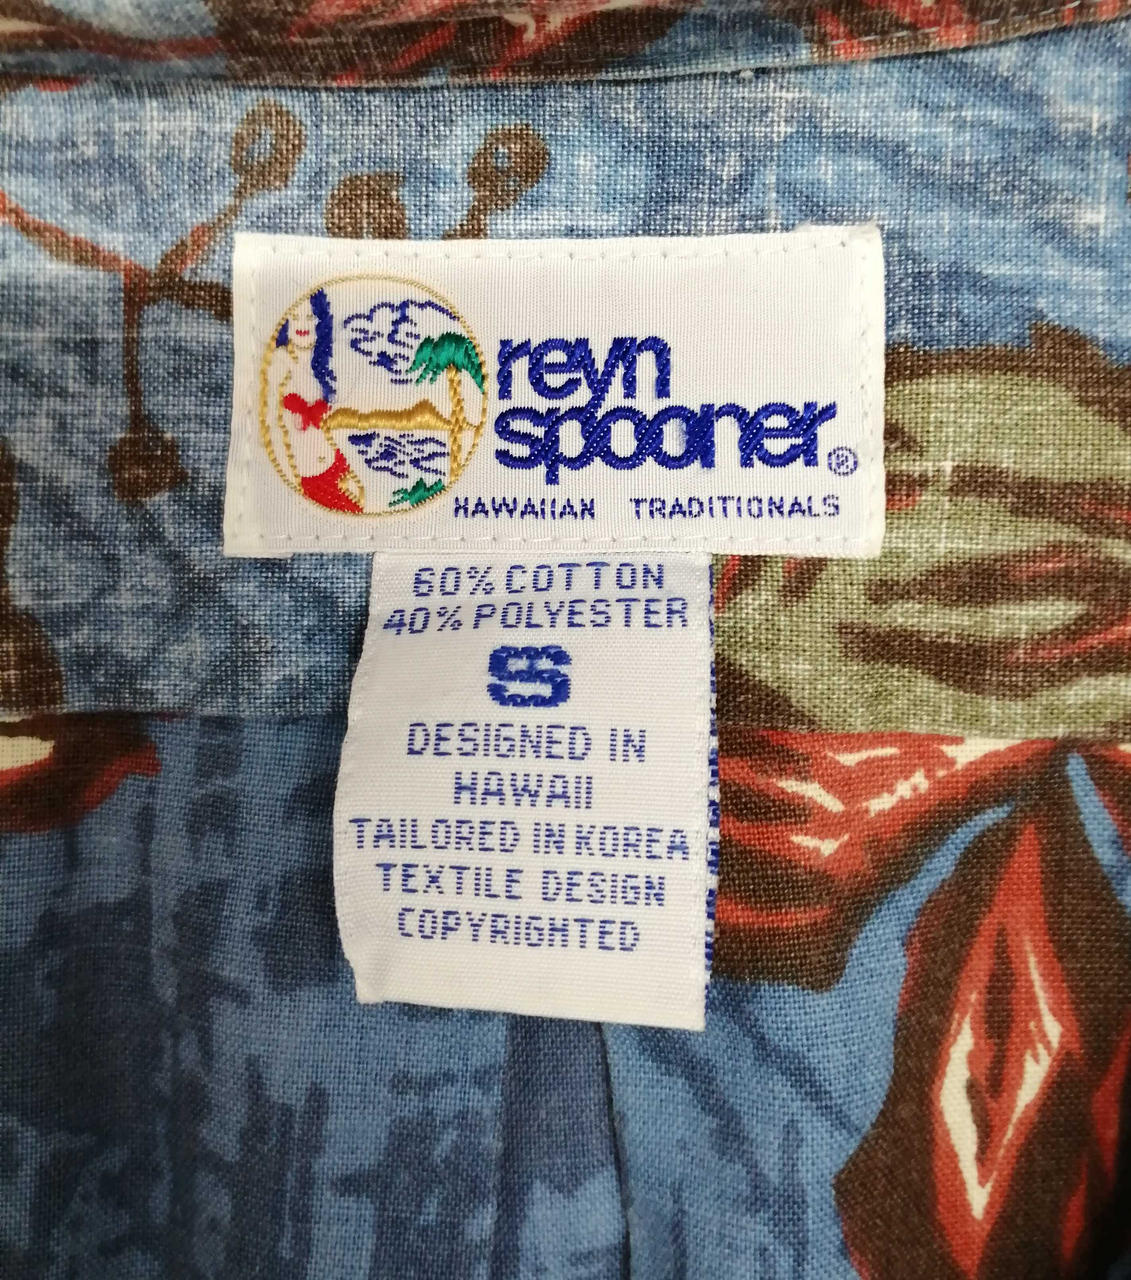 reyn
spooner®
HAWAIIAN TRADITIONALS
60% COTTON
40% POLYESTER
S
DESIGNED IN
HAWAII
TAILORED IN KOREA
TEXTILE DESIGN
COPYRIGHTED